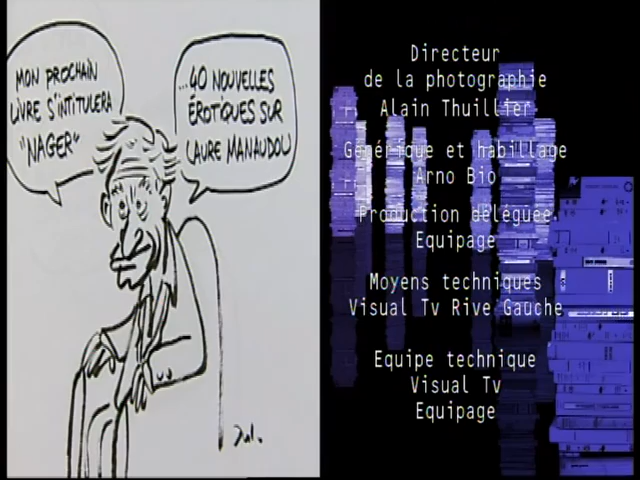 MON PROCHAIN
LIVRE S'INTITULERA
"NAGER"
...40 NOUVELLES
ÉROTIQUES SUR
LAURE MANAUDOU
Directeur
de la photographie
Alain Thuillier
Générique et habillage
Arno Bio
Production déléguée
Equipage
Moyens techniques
Visual Tv Rive Gauche
Equipe technique
Visual Tv
Equipage